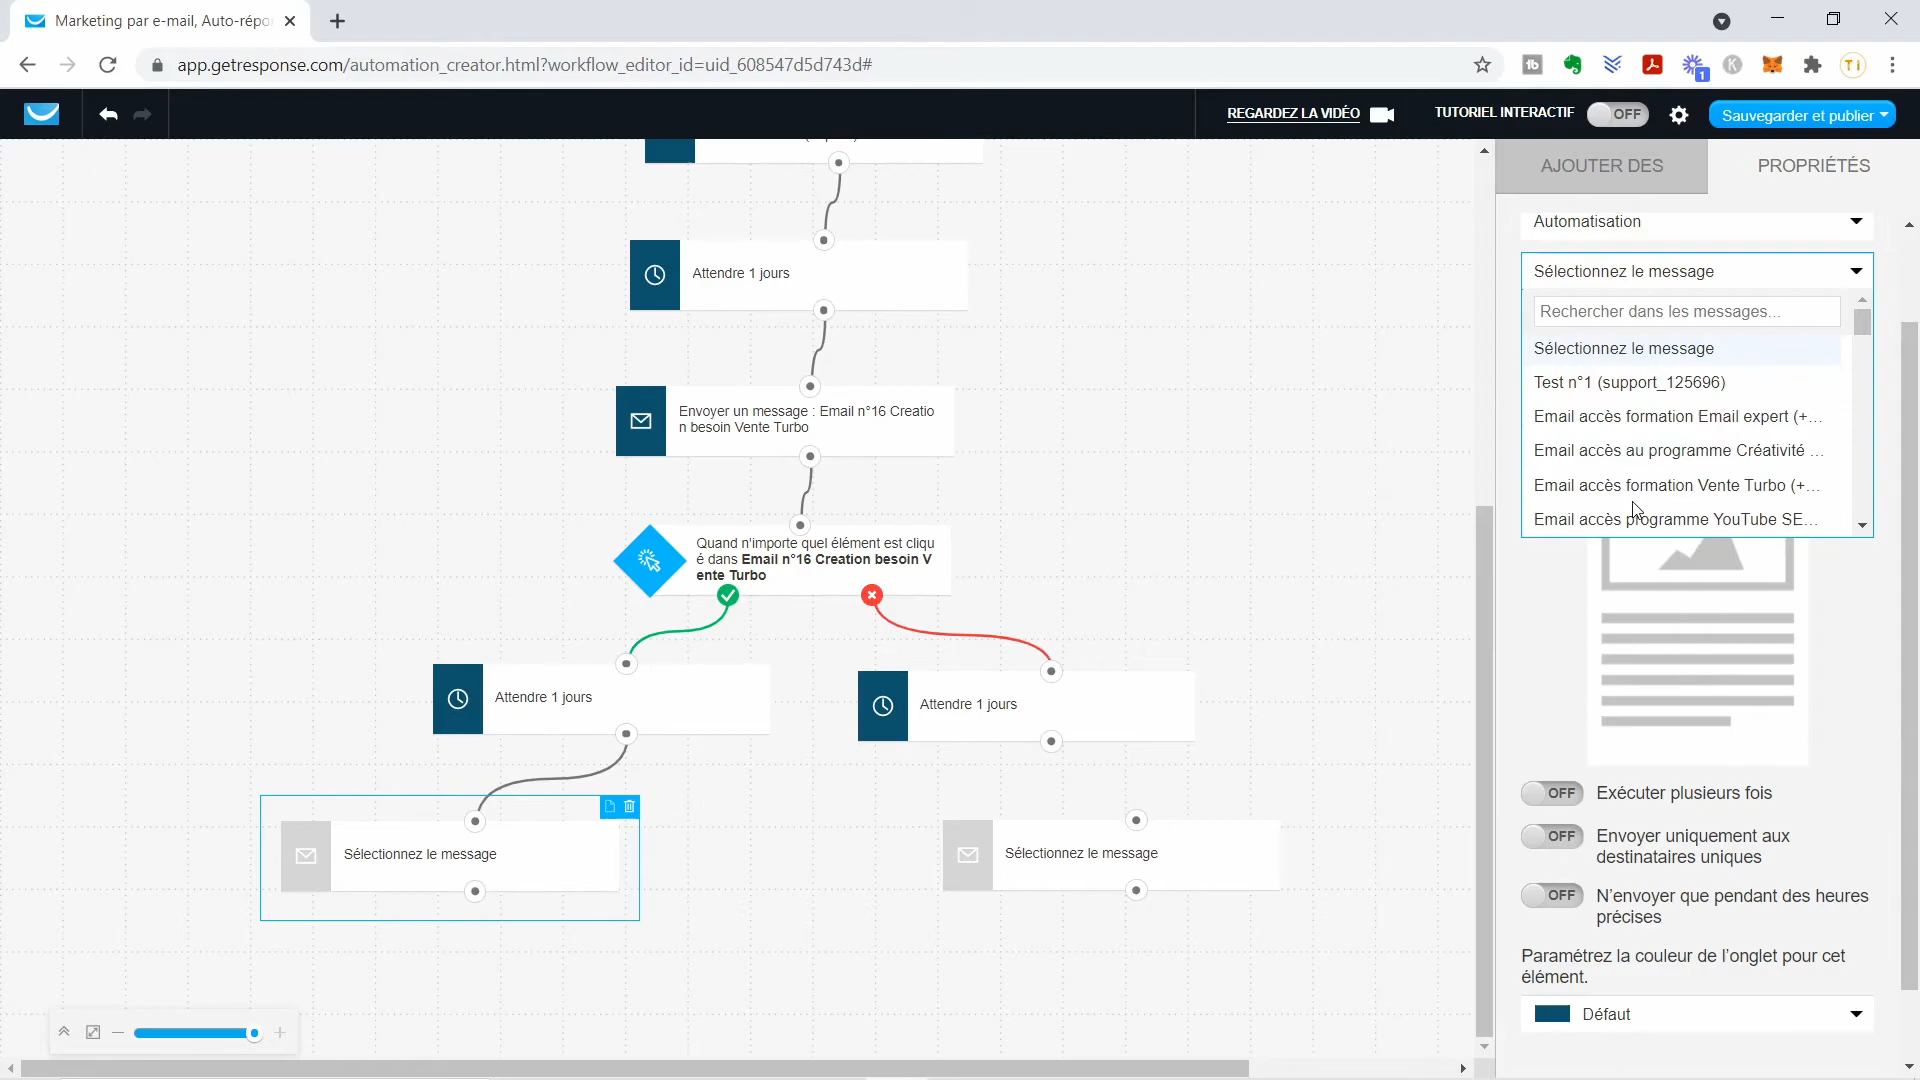 Marketing par e-mail, Auto-répo
app.getresponse.com/automation_creator.html?workflow_editor_id=uid_608547d5d743d#
REGARDEZ LA VIDÉO
TUTORIEL INTERACTIF
OFF
Sauvegarder et publier
AJOUTER DES
PROPRIÉTÉS
Automatisation
Sélectionnez le message
Rechercher dans les messages...
Sélectionnez le message
Test n°1 (support_125696)
Email accès formation Email expert (+...
Email accès au programme Créativité ...
Email accès formation Vente Turbo (+...
Email accès programme YouTube SE...
Attendre 1 jours
Envoyer un message : Email n°16 Creatio
n besoin Vente Turbo
Quand n'importe quel élément est cliqu
é dans Email n°16 Creation besoin V
ente Turbo
Attendre 1 jours
Attendre 1 jours
Sélectionnez le message
Sélectionnez le message
OFF Exécuter plusieurs fois
OFF Envoyer uniquement aux
destinataires uniques
OFF N'envoyer que pendant des heures
précises
Paramétrez la couleur de l'onglet pour cet
élément.
Défaut